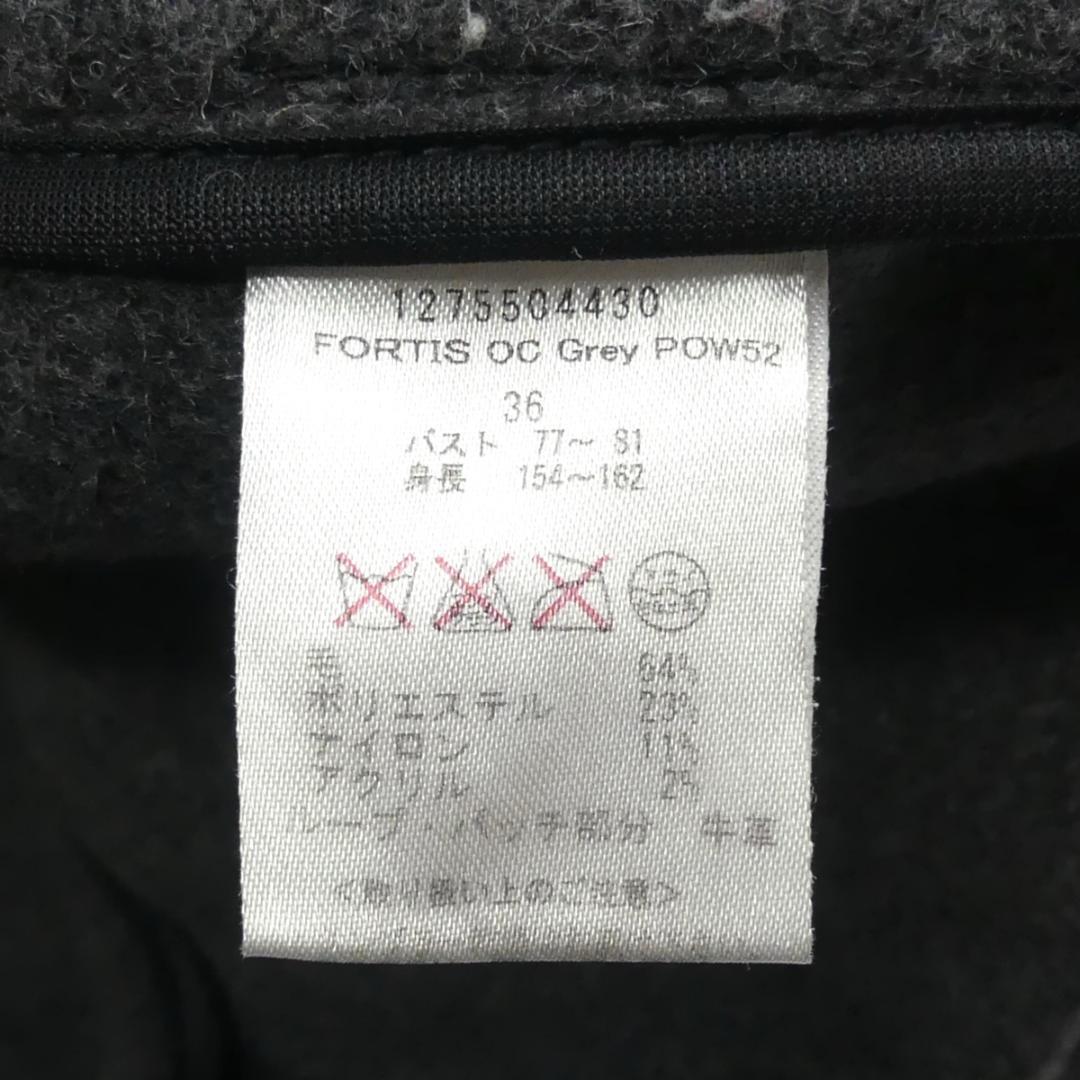 1275504430
FORTIS OC Grey POW52
36
バスト 77～ 81
身長 154～162
毛 64%
ポリエステル 23%
ナイロン 11%
アクリル 2%
ループ・パッチ部分 牛革
<取り扱い上のご注意>